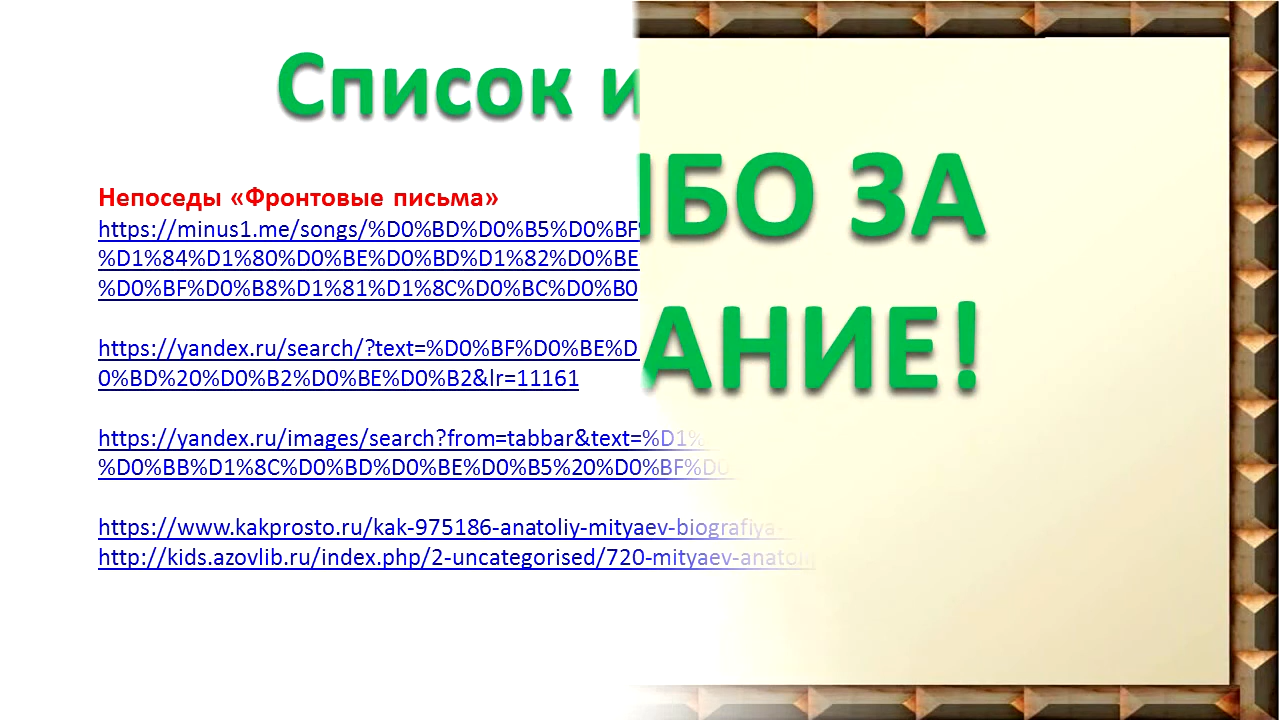 Список и
Непоседы «Фронтовые письма»
https://minus1.me/songs/%D0%BD%D0%B5%D0%BF
%D1%84%D1%80%D0%BE%D0%BD%D1%82%D0%BE
%D0%BF%D0%B8%D1%81%D1%8C%D0%BC%D0%B0
https://yandex.ru/search/?text=%D0%BF%D0%BE%D
0%BD%20%D0%B2%D0%BE%D0%B2&lr=11161
https://yandex.ru/images/search?from=tabbar&text=%D1%
%D0%BB%D1%8C%D0%BD%D0%BE%D0%B5%20%D0%BF%D0
https://www.kakprosto.ru/kak-975186-anatoliy-mityaev-biografiya-
http://kids.azovlib.ru/index.php/2-uncategorised/720-mityaev-anatolij
ИБО ЗА
АНИЕ!